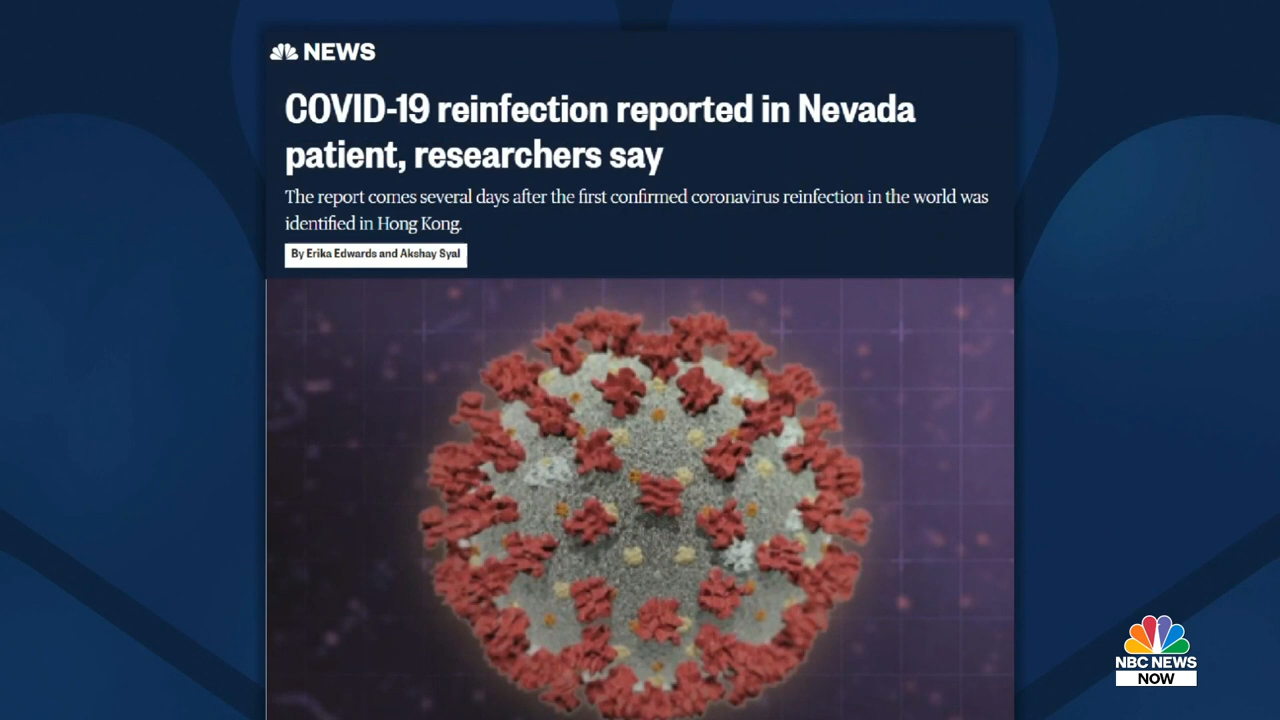 NEWS
COVID-19 reinfection reported in Nevada
patient, researchers say
The report comes several days after the first confirmed coronavirus reinfection in the world was
identified in Hong Kong.
By Erika Edwards and Akshay Syal
NBC NEWS
NOW